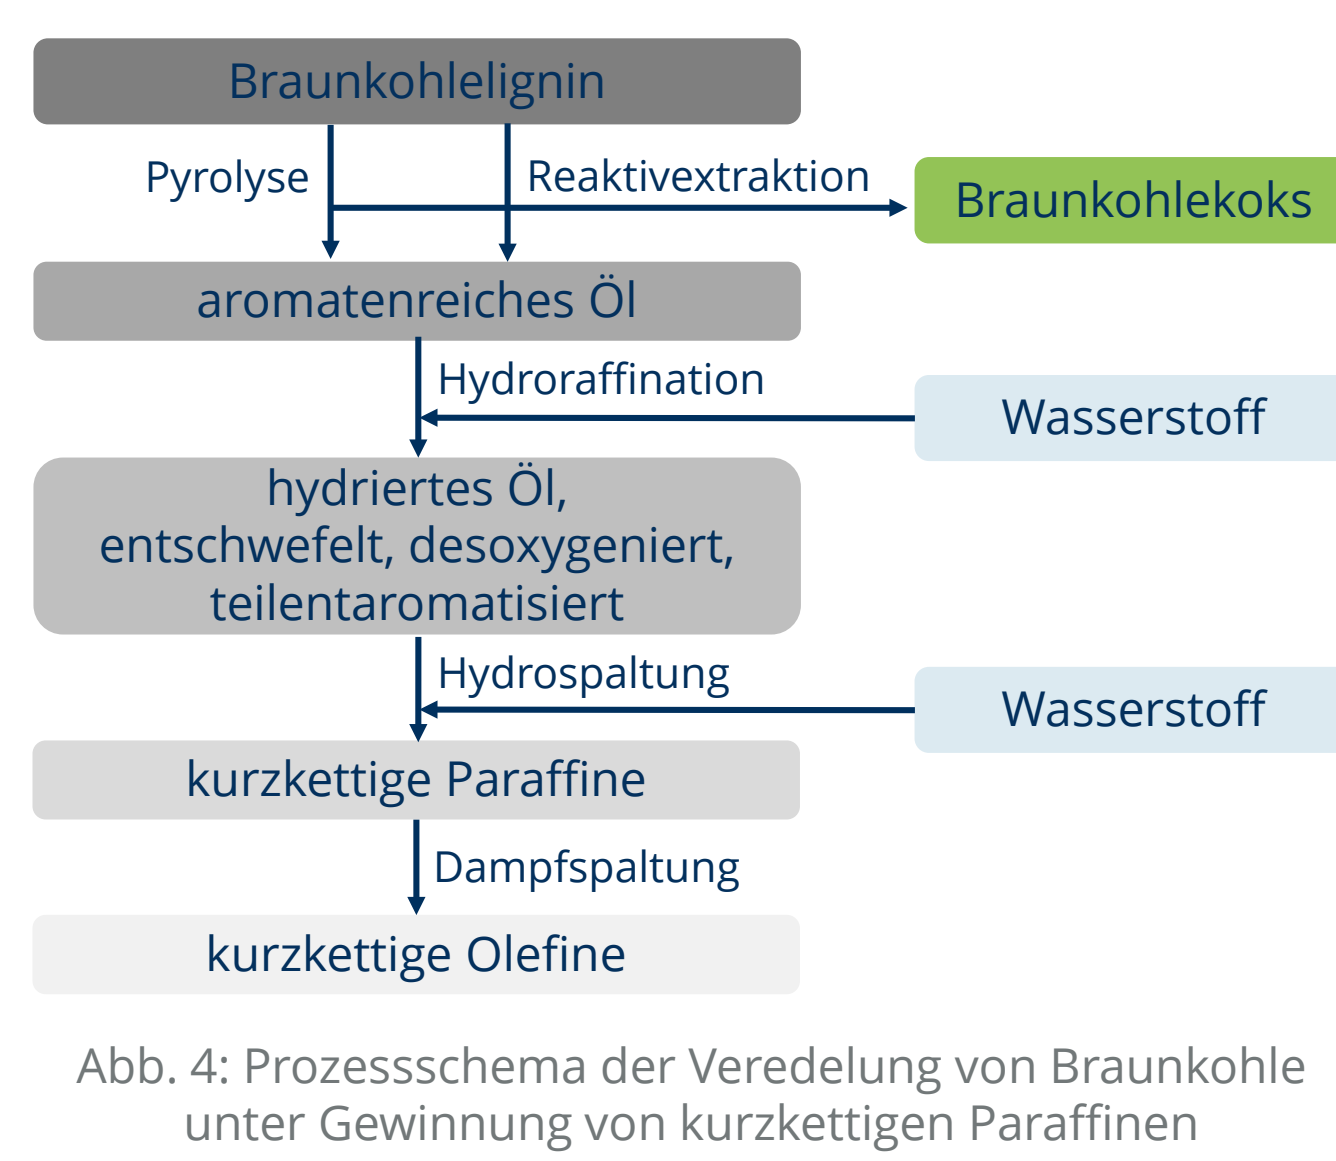 Braunkohlelignin
Pyrolyse
Reaktivextraktion
Braunkohlekoks
aromatenreiches Öl
Hydroraffination
Wasserstoff
hydriertes Öl,
entschwefelt, desoxygeniert,
teilentaromatisiert
Hydrospaltung
Wasserstoff
kurzkettige Paraffine
Dampfspaltung
kurzkettige Olefine
Abb. 4: Prozessschema der Veredelung von Braunkohle
unter Gewinnung von kurzkettigen Paraffinen